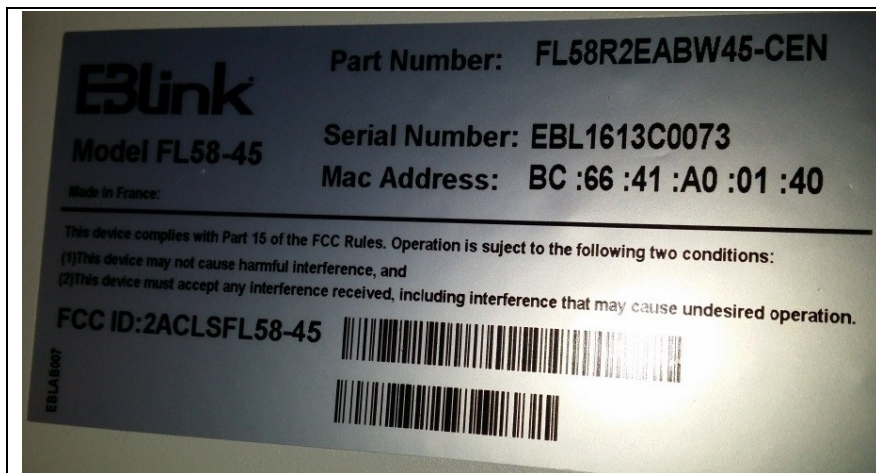 EBlink
Part Number: FL58R2EABW45-CEN
Model FL58-45
Serial Number: EBL1613C0073
Mac Address: BC :66 :41 :A0 :01 :40
Made in France:
This device complies with Part 15 of the FCC Rules. Operation is suject to the following two conditions:
(1)This device may not cause harmful interference, and
(2)This device must accept any interference received, including interference that may cause undesired operation.
FCC ID:2ACLSFL58-45
EBLAB007